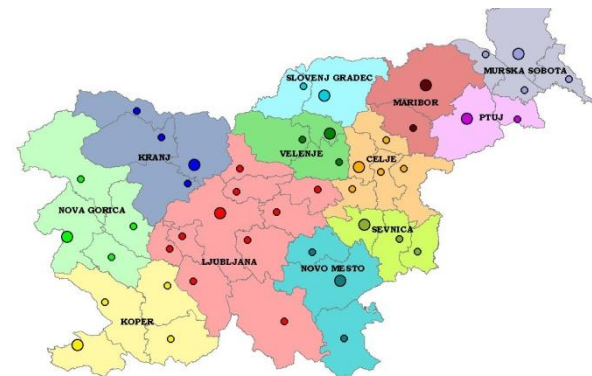 SLOVENJ GRADEC
MURSKA SOBOTA
MARIBOR
PTUJ
VELENJE
KRANJ
CELJE
NOVA GORICA
SEVNICA
LJUBLJANA
NOVO MESTO
KOPER